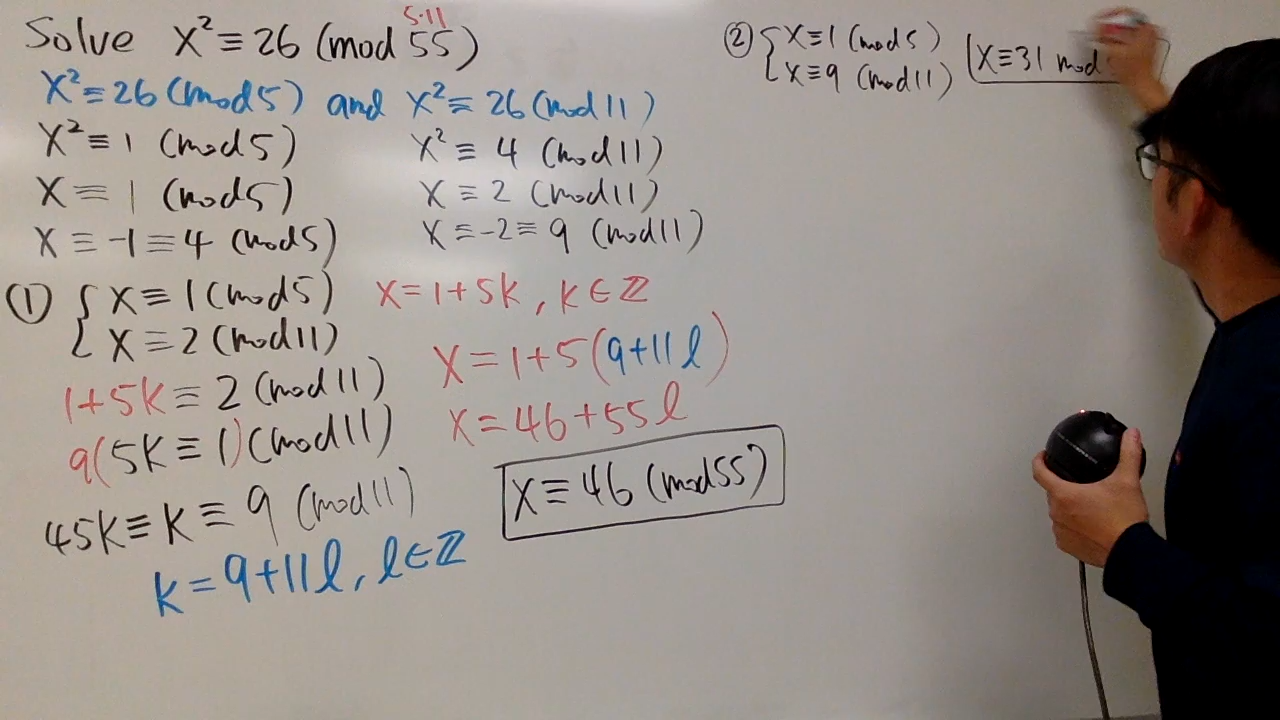 Solve X² ≡ 26 (mod 55)
5·11
X² ≡ 26 (mod 5) and X² ≡ 26 (mod 11)
X² ≡ 1 (mod 5)
X² ≡ 4 (mod 11)
X ≡ 1 (mod 5)
X ≡ 2 (mod 11)
X ≡ -1 ≡ 4 (mod 5)
X ≡ -2 ≡ 9 (mod 11)
① { X ≡ 1 (mod 5)
X ≡ 2 (mod 11)
X = 1 + 5k, k ∈ ℤ
1 + 5k ≡ 2 (mod 11)
9(5k ≡ 1)(mod 11)
45k ≡ k ≡ 9 (mod 11)
k = 9 + 11l, l ∈ ℤ
X = 1 + 5(9 + 11l)
X = 46 + 55l
X ≡ 46 (mod 55)
② { X ≡ 1 (mod 5)
X ≡ 9 (mod 11)
X ≡ 31 mod